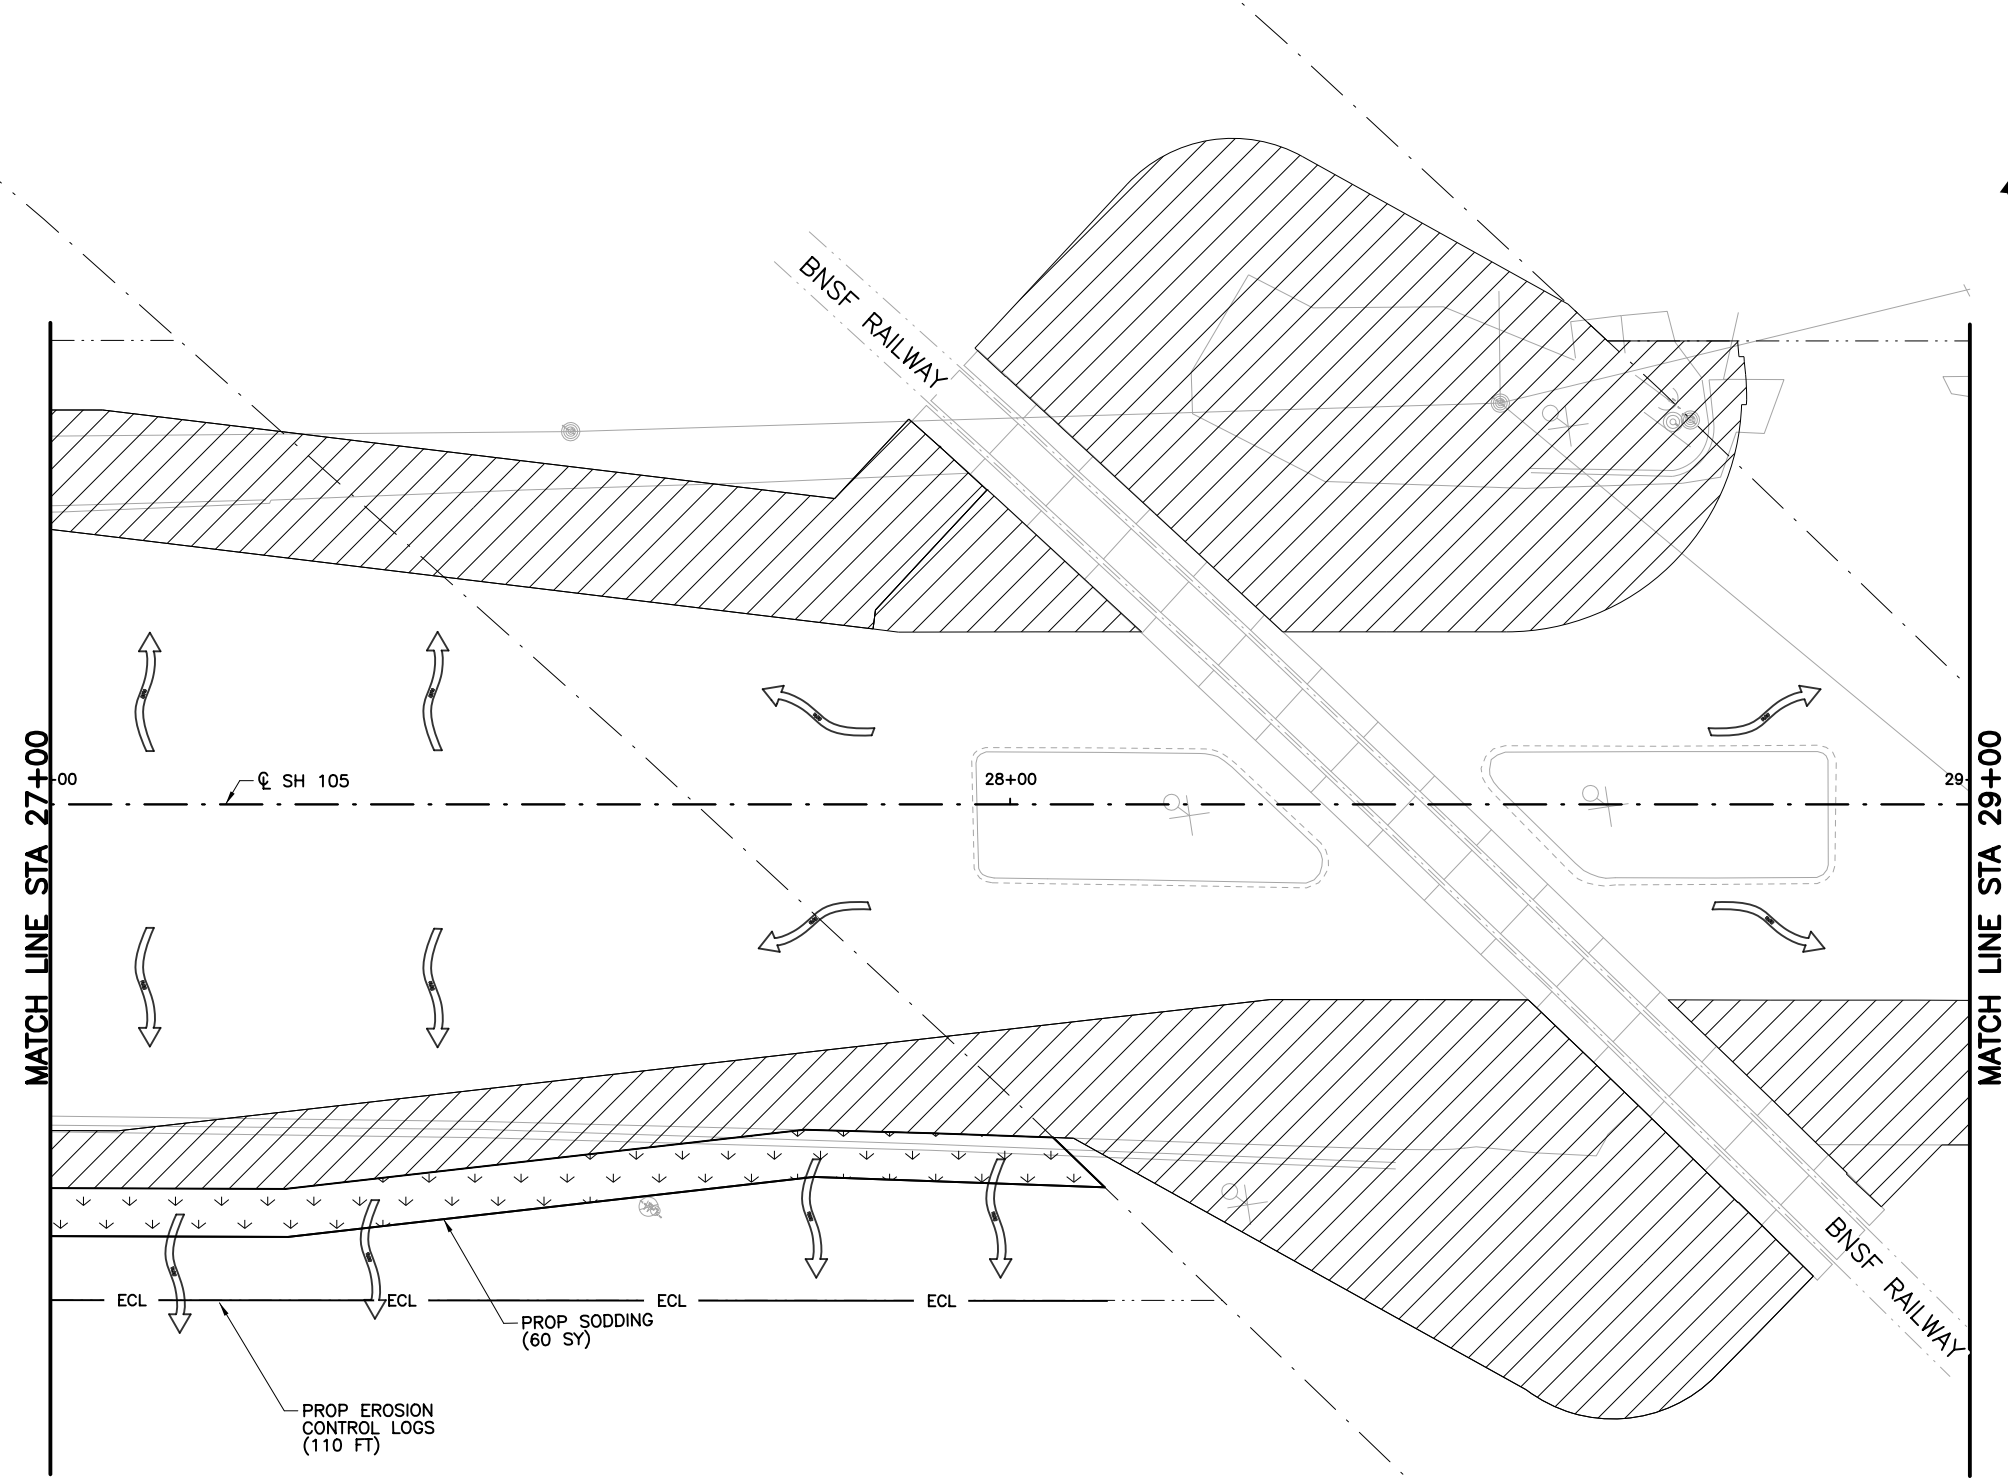 BNSF RAILWAY
MATCH LINE STA 27+00
00
℄ SH 105
28+00
29
MATCH LINE STA 29+00
ECL
ECL
ECL
ECL
PROP SODDING
(60 SY)
PROP EROSION
CONTROL LOGS
(110 FT)
BNSF RAILWAY